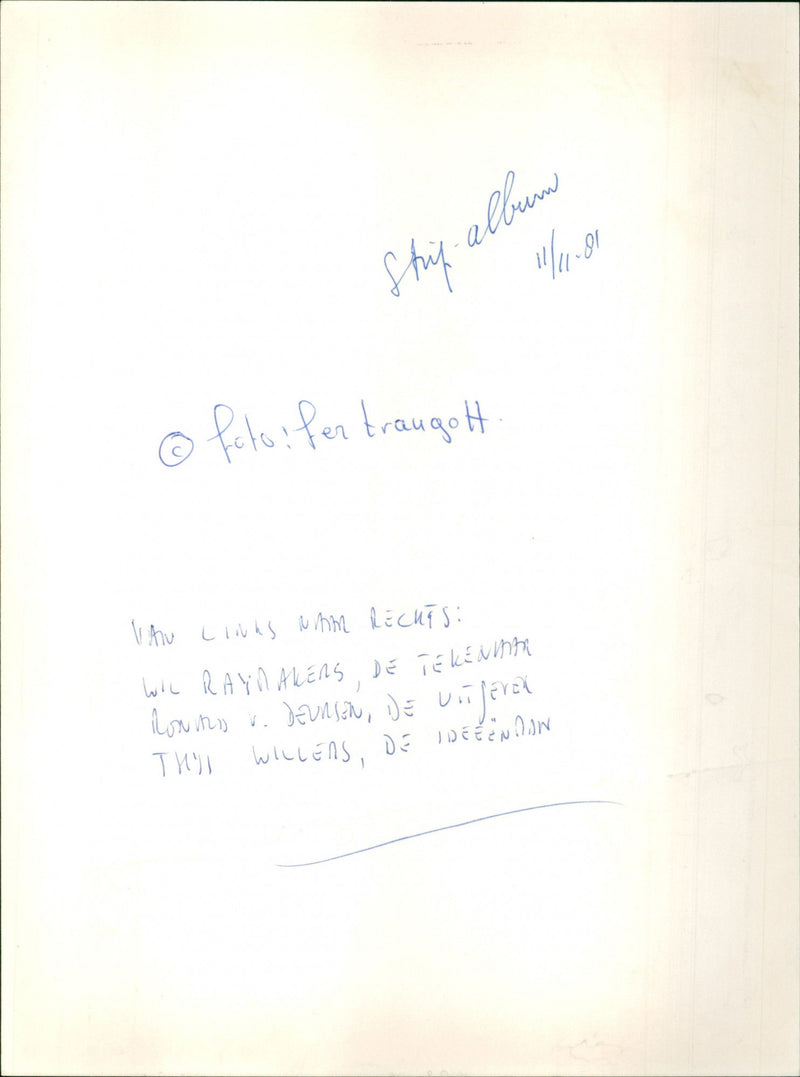 Strip-album
11/11-81
© foto: fer traugott.
VAN LINKS NAAR RECHTS:
WIL RAYMAKERS, DE TEKENAAR
RONALD V. DEURSEN, DE UITGEVER
THIJ WILLEMS, DE IDEEËNMAN